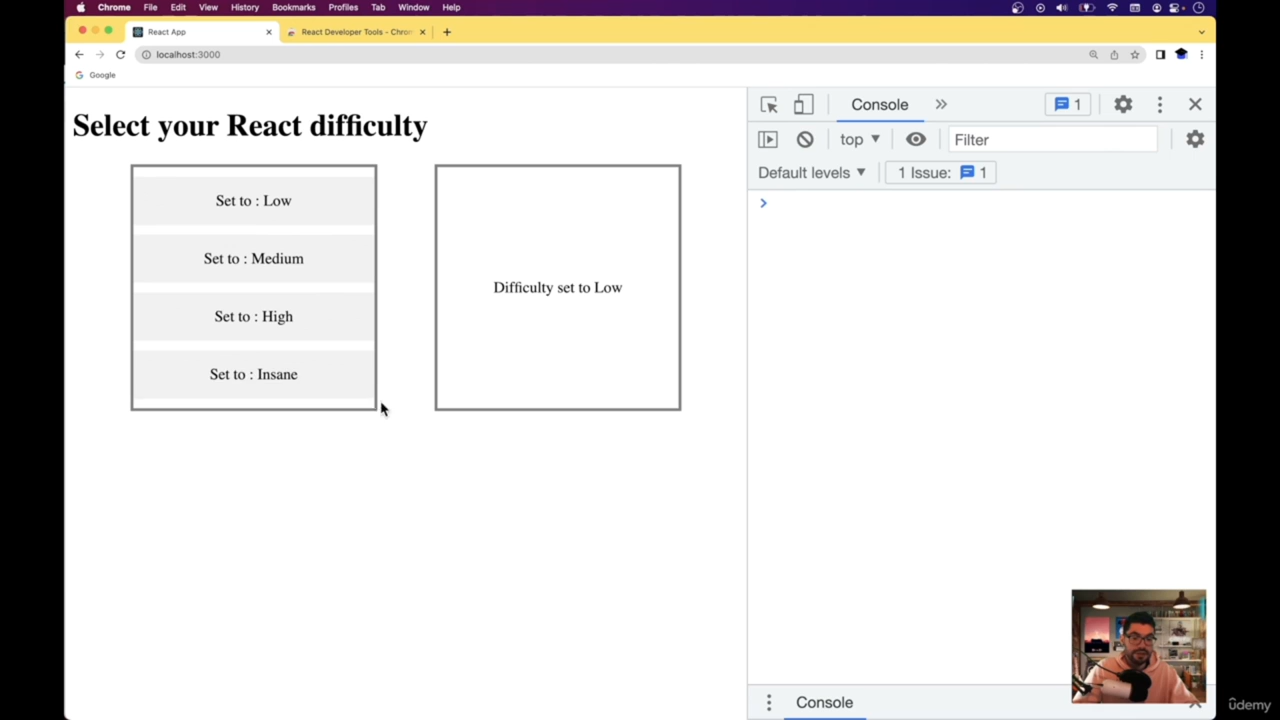 Chrome File Edit View History Bookmarks Profiles Tab Window Help
React App
React Developer Tools - Chro
localhost:3000
Google
Select your React difficulty
Set to : Low
Set to : Medium
Set to : High
Set to : Insane
Difficulty set to Low
Console
1
top
Filter
Default levels
1 Issue: 1
Console
ûdemy